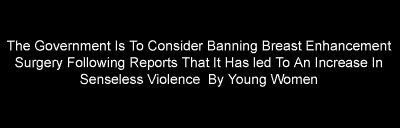 The Government Is To Consider Banning Breast Enhancement
Surgery Following Reports That It Has led To An Increase In
Senseless Violence  By Young Women